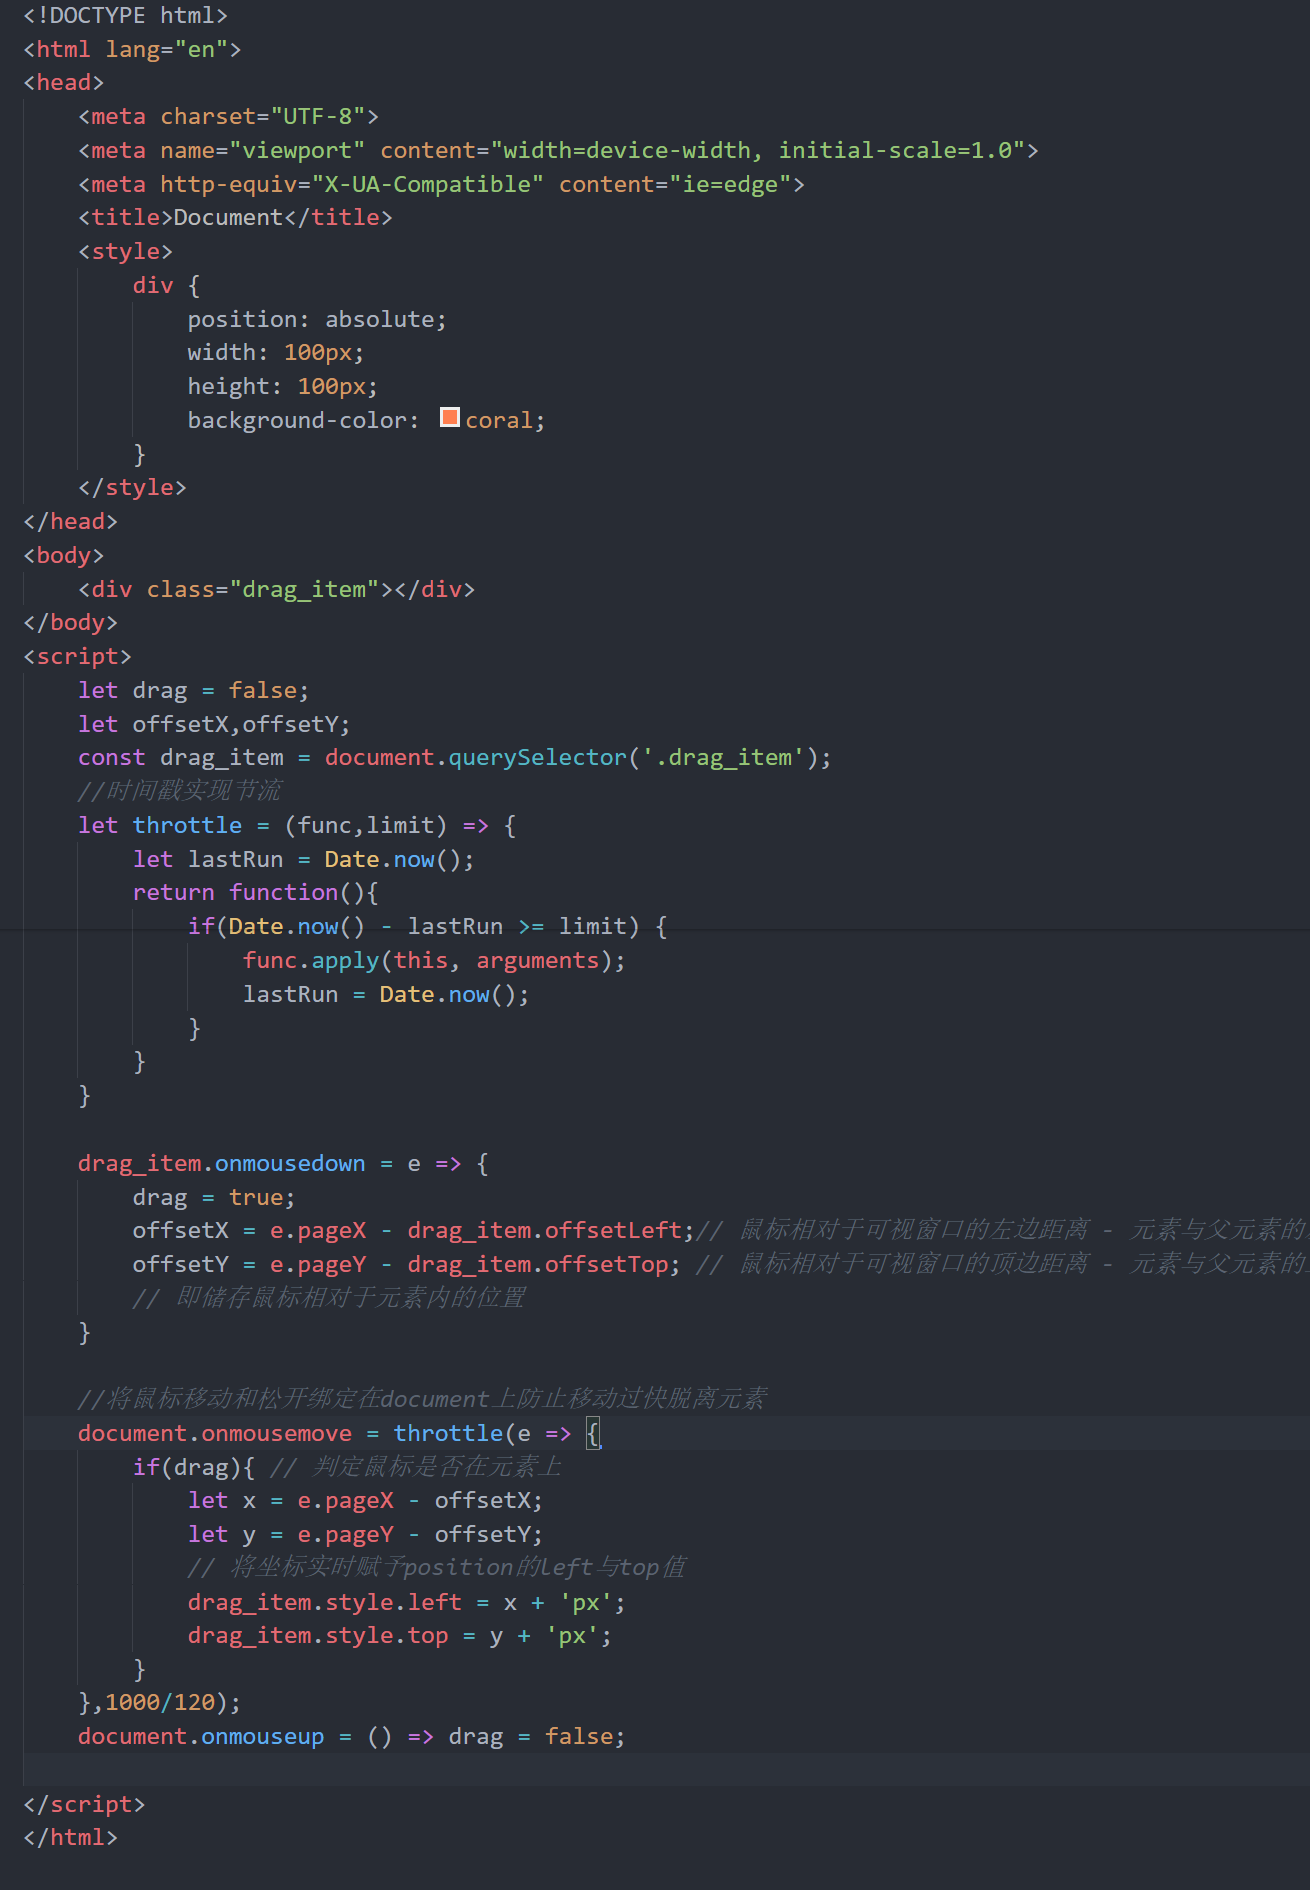 <!DOCTYPE html>
<html lang="en">
<head>
    <meta charset="UTF-8">
    <meta name="viewport" content="width=device-width, initial-scale=1.0">
    <meta http-equiv="X-UA-Compatible" content="ie=edge">
    <title>Document</title>
    <style>
        div {
            position: absolute;
            width: 100px;
            height: 100px;
            background-color: coral;
        }
    </style>
</head>
<body>
    <div class="drag_item"></div>
</body>
<script>
    let drag = false;
    let offsetX,offsetY;
    const drag_item = document.querySelector('.drag_item');
    //时间戳实现节流
    let throttle = (func,limit) => {
        let lastRun = Date.now();
        return function(){
            if(Date.now() - lastRun >= limit) {
                func.apply(this, arguments);
                lastRun = Date.now();
            }
        }
    }

    drag_item.onmousedown = e => {
        drag = true;
        offsetX = e.pageX - drag_item.offsetLeft;// 鼠标相对于可视窗口的左边距离 - 元素与父元素的
        offsetY = e.pageY - drag_item.offsetTop; // 鼠标相对于可视窗口的顶边距离 - 元素与父元素的
        // 即储存鼠标相对于元素内的位置
    }

    //将鼠标移动和松开绑定在document上防止移动过快脱离元素
    document.onmousemove = throttle(e => {
        if(drag){ // 判定鼠标是否在元素上
            let x = e.pageX - offsetX;
            let y = e.pageY - offsetY;
            // 将坐标实时赋予position的left与top值
            drag_item.style.left = x + 'px';
            drag_item.style.top = y + 'px';
        }
    },1000/120);
    document.onmouseup = () => drag = false;

</script>
</html>